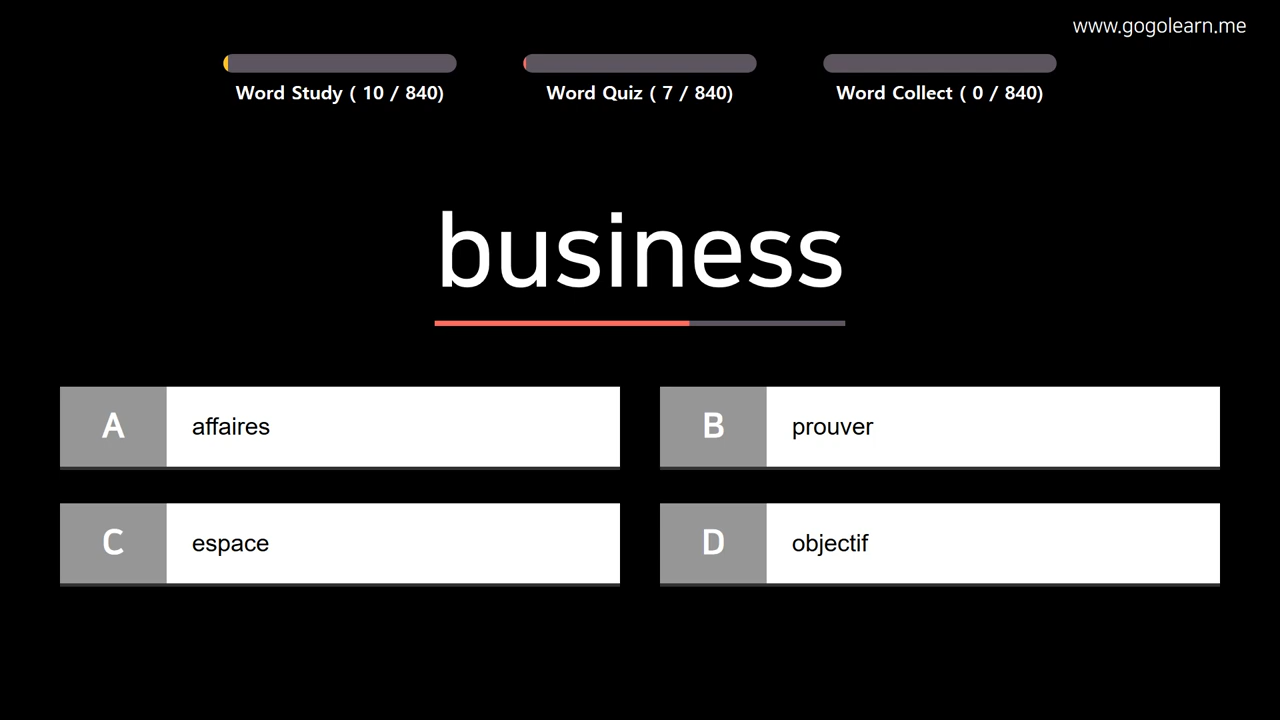 www.gogolearn.me
Word Study ( 10 / 840)
Word Quiz ( 7 / 840)
Word Collect ( 0 / 840)
business
A affaires
B prouver
C espace
D objectif